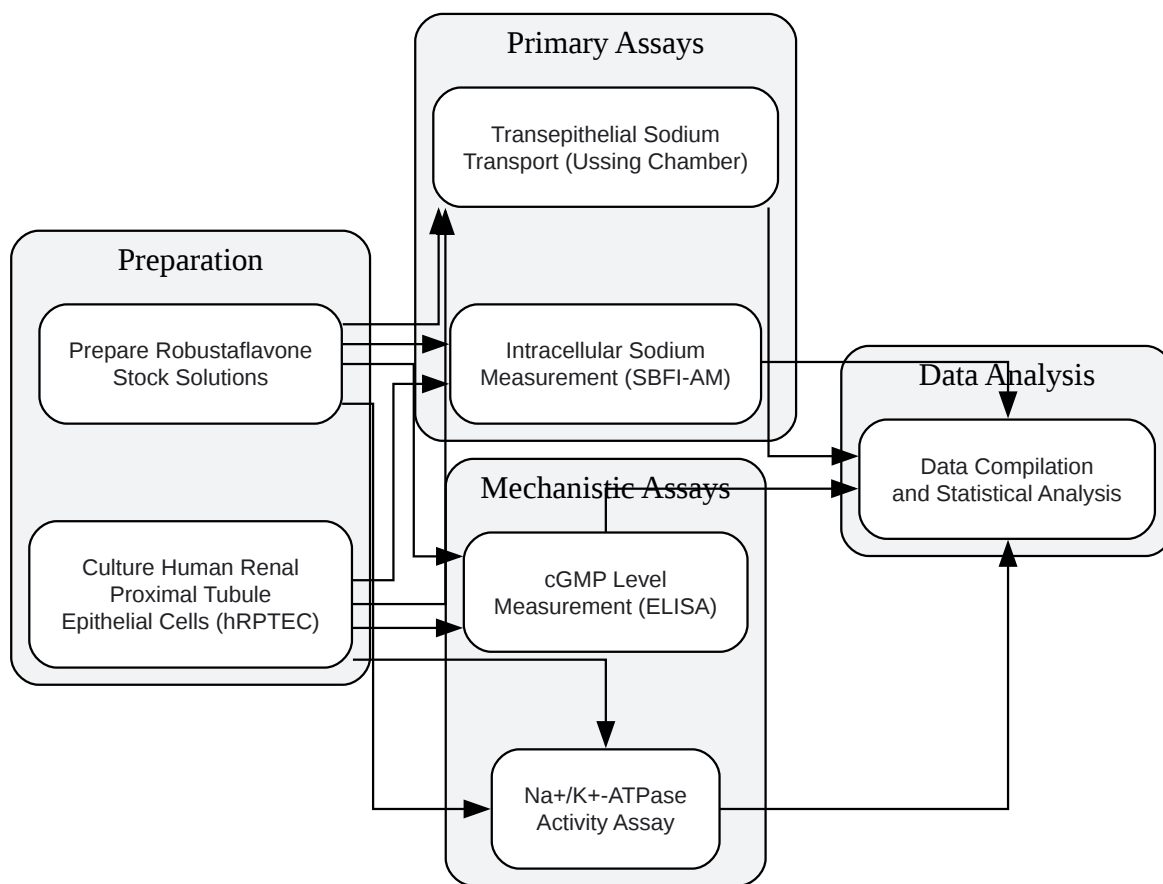 Preparation
Prepare Robustaflavone
Stock Solutions
Culture Human Renal
Proximal Tubule
Epithelial Cells (hRPTEC)
Primary Assays
Transepithelial Sodium
Transport (Ussing Chamber)
Intracellular Sodium
Measurement (SBFI-AM)
Mechanistic Assays
cGMP Level
Measurement (ELISA)
Na+/K+-ATPase
Activity Assay
Data Analysis
Data Compilation
and Statistical Analysis